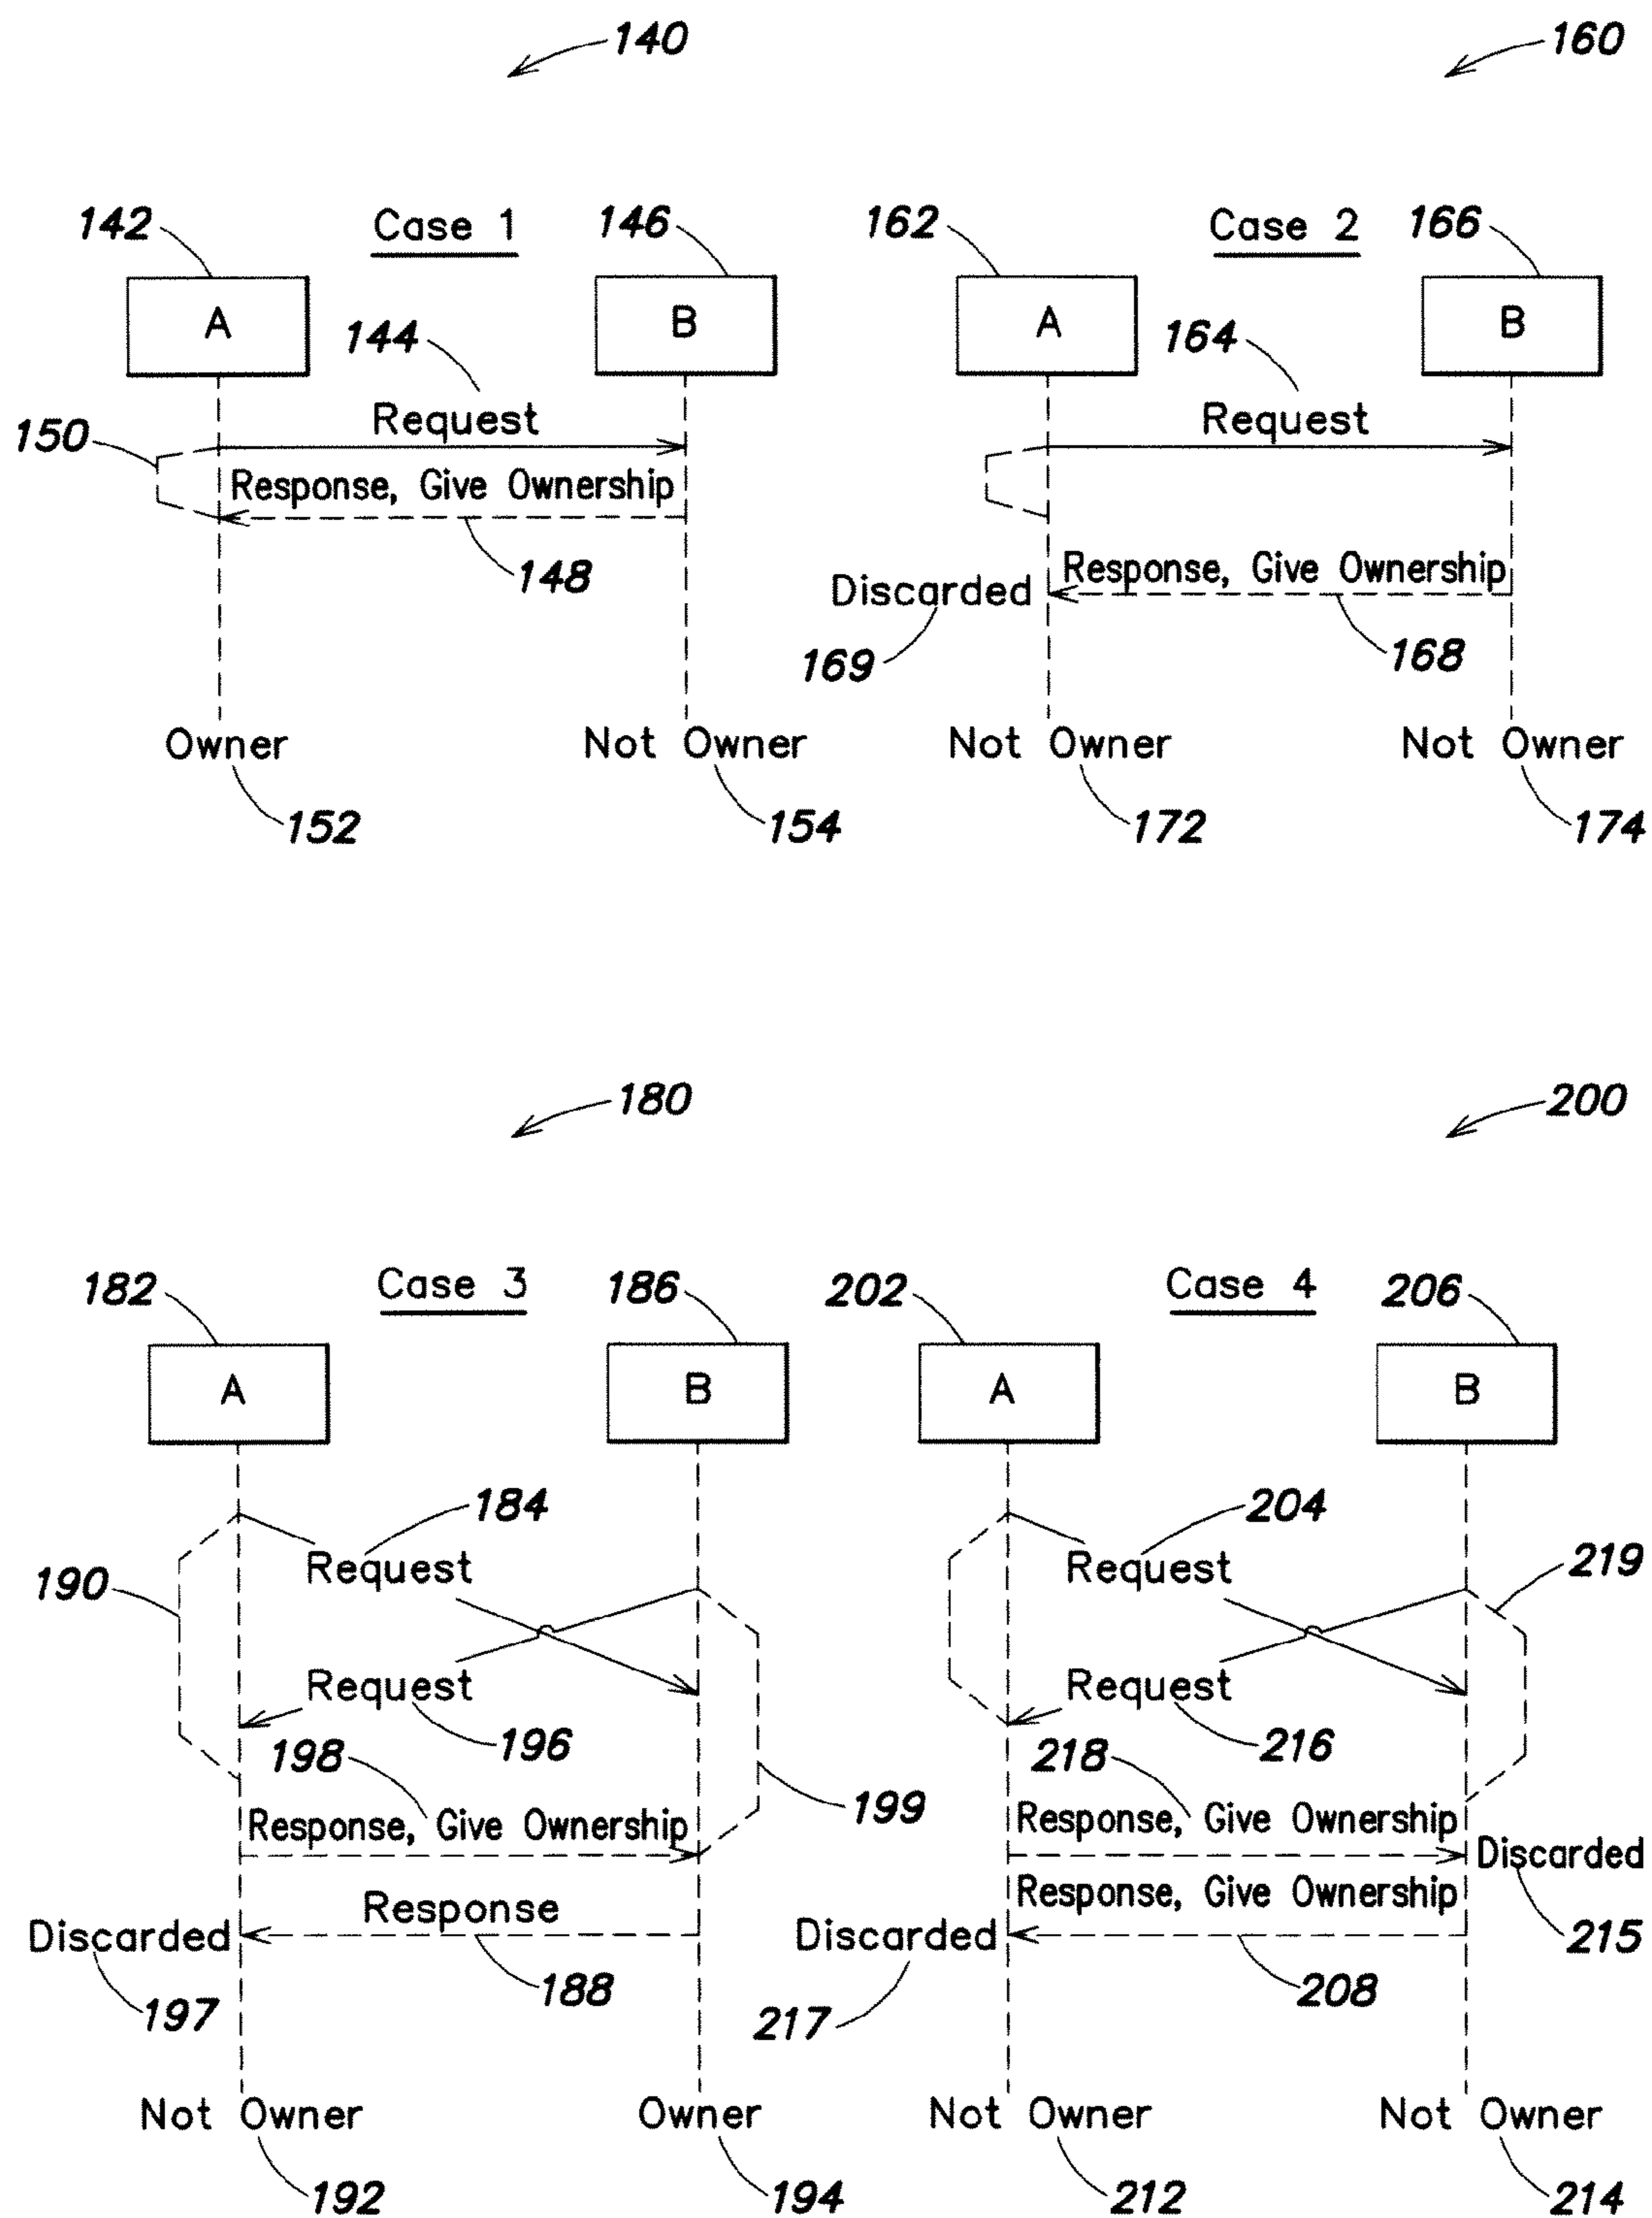 140
160
142 Case 1 146
162 Case 2 166
A
B
A
B
144
164
Request
Request
150
Response, Give Ownership
148
Response, Give Ownership
Discarded
169
168
Owner
Not Owner
Not Owner
Not Owner
152
154
172
174
180
200
182 Case 3 186
202 Case 4 206
A
B
A
B
184
204
Request
Request
190
219
Request
Request
198
196
218
216
199
Response, Give Ownership
Response, Give Ownership
Discarded
Response
Response, Give Ownership
Discarded
Discarded
215
197
188
217
208
Not Owner
Owner
Not Owner
Not Owner
192
194
212
214